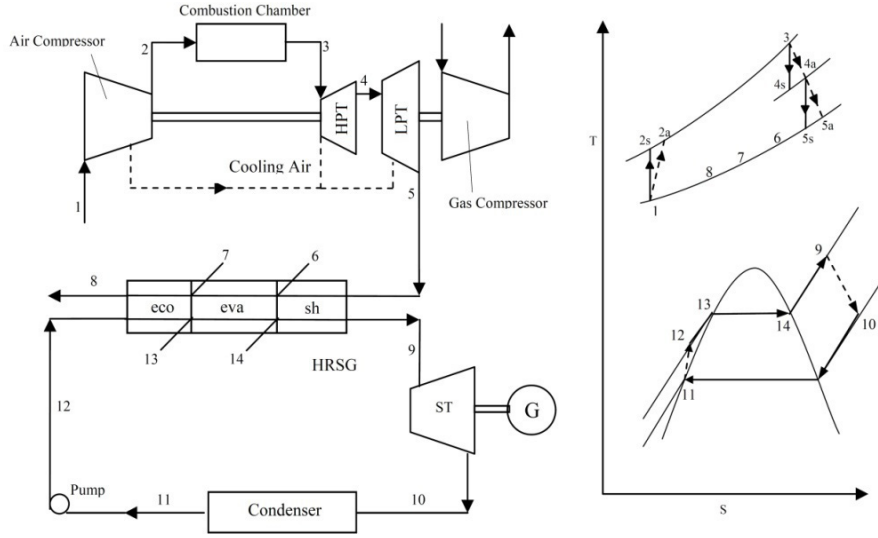 Combustion Chamber
Air Compressor
2
3
4
HPT
LPT
Cooling Air
1
5
Gas Compressor
8
7
6
eco
eva
sh
13
14
HRSG
9
12
ST
G
Pump
11
10
Condenser
T
3
4a
4s
2s
2a
6
5s
5a
7
8
1
9
13
12
14
10
11
S